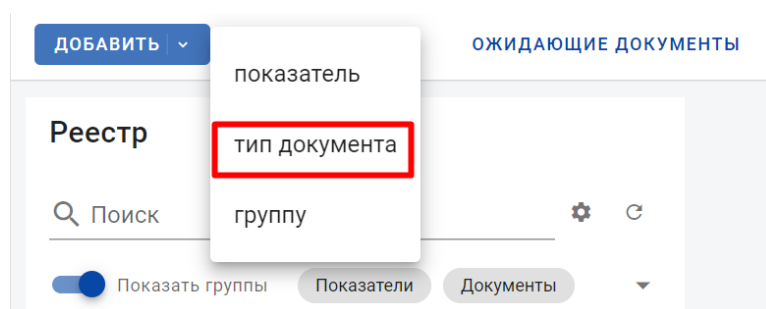 ДОБАВИТЬ
ОЖИДАЮЩИЕ ДОКУМЕНТЫ
показатель
Реестр
тип документа
Поиск
группу
Показать группы
Показатели
Документы